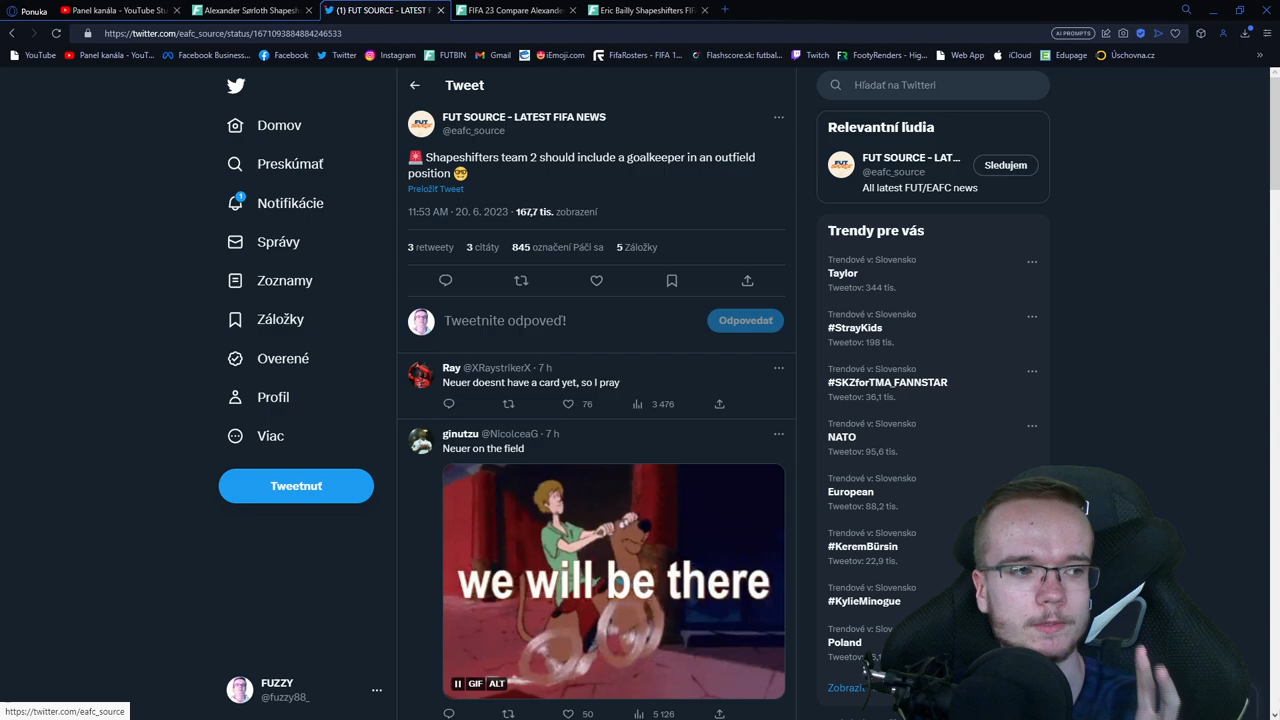 Ponuka
Panel kanála - YouTube Stu
Alexander Sørloth Shapesh
(1) FUT SOURCE - LATEST F
FIFA 23 Compare Alexande
Eric Bailly Shapeshifters FIF
https://twitter.com/eafc_source/status/1671093884884246533
AI PROMPTS
YouTube
Panel kanála - YouT...
Facebook Business...
Facebook
Twitter
Instagram
FUTBIN
Gmail
iEmoji.com
FifaRosters - FIFA 1...
Flashscore.sk: futbal...
Twitch
FootyRenders - Hig...
Web App
iCloud
Edupage
Úschovna.cz
Domov
Preskúmať
1
Notifikácie
Správy
Zoznamy
Záložky
Overené
Profil
Viac
Tweetnuť
FUZZY
@fuzzy88_
https://twitter.com/eafc_source
Tweet
FUT SOURCE - LATEST FIFA NEWS
@eafc_source
🚨 Shapeshifters team 2 should include a goalkeeper in an outfield
position 🤓
Preložiť Tweet
11:53 AM · 20. 6. 2023 · 167,7 tis. zobrazení
3 retweety 3 citáty 845 označení Páči sa 5 Záložky
Tweetnite odpoveď!
Odpovedať
Ray @XRaystrikerX · 7 h
Neuer doesnt have a card yet, so I pray
76 3 476
ginutzu @NicolceaG · 7 h
Neuer on the field
we will be there
GIF ALT
50 5 126
Hľadať na Twitteri
Relevantní ľudia
FUT SOURCE - LAT...
@eafc_source
Sledujem
All latest FUT/EAFC news
Trendy pre vás
Trendové v: Slovensko
Taylor
Tweetov: 344 tis.
Trendové v: Slovensko
#StrayKids
Tweetov: 198 tis.
Trendové v: Slovensko
#SKZforTMA_FANNSTAR
Tweetov: 36,1 tis.
Trendové v: Slovensko
NATO
Tweetov: 95,6 tis.
Trendové v: Slovensko
European
Tweetov: 88,2 tis.
Trendové v: Slovensko
#KeremBürsin
Tweetov: 22,9 tis.
Trendové v: Slovensko
#KylieMinogue
Trendové v: Slov
Poland